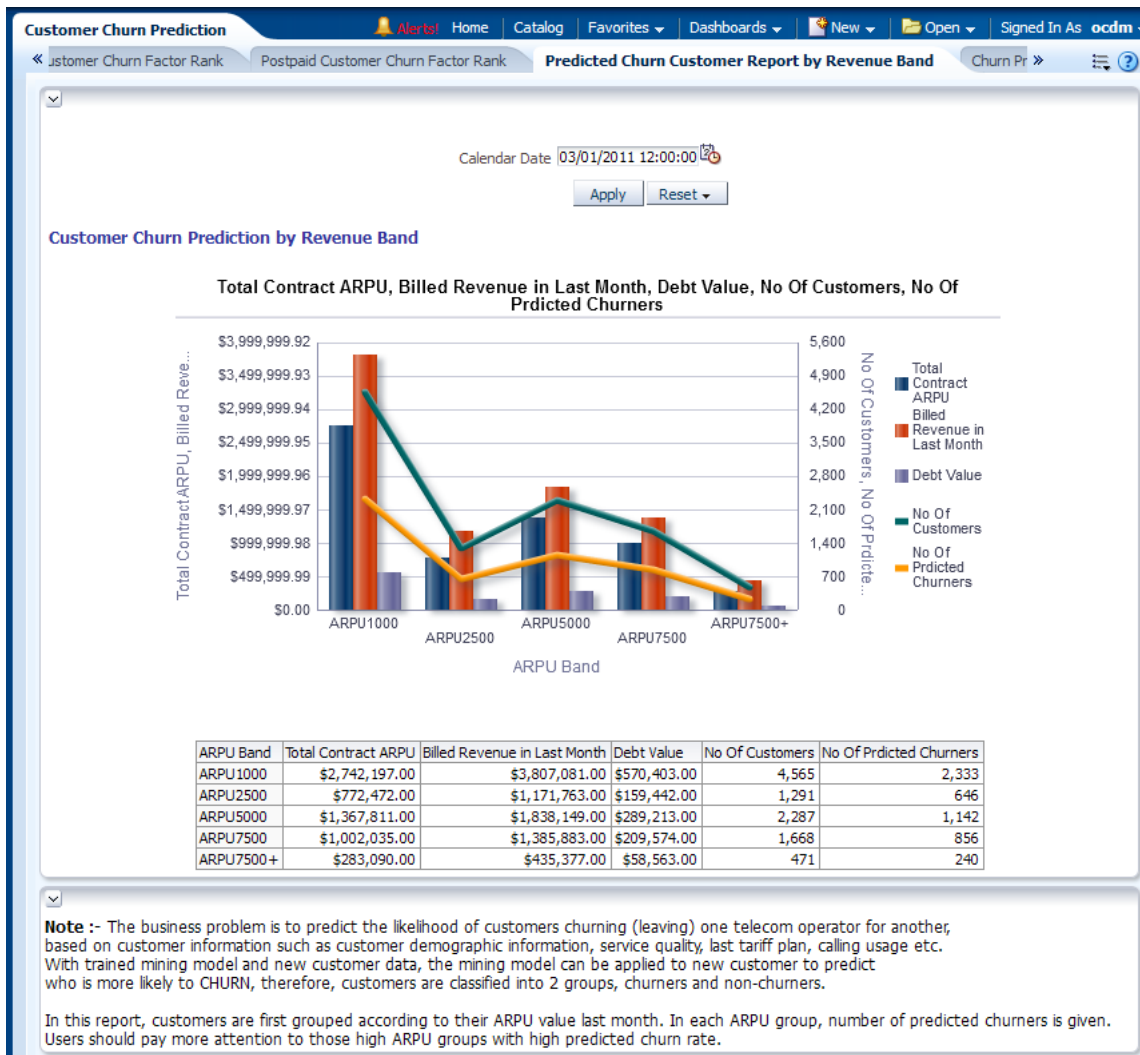 Customer Churn Prediction
Alerts! Home Catalog Favorites Dashboards New Open Signed In As ocdm
« ustomer Churn Factor Rank Postpaid Customer Churn Factor Rank Predicted Churn Customer Report by Revenue Band Churn Pr »
Calendar Date 03/01/2011 12:00:00
Apply Reset
Customer Churn Prediction by Revenue Band
Total Contract ARPU, Billed Revenue in Last Month, Debt Value, No Of Customers, No Of
Prdicted Churners
Total Contract ARPU, Billed Reve...
$3,999,999.92
$3,499,999.93
$2,999,999.94
$2,499,999.95
$1,999,999.96
$1,499,999.97
$999,999.98
$499,999.99
$0.00
5,600
4,900
4,200
3,500
2,800
2,100
1,400
700
0
No Of Customers, No Of Prdicte...
Total
Contract
ARPU
Billed
Revenue in
Last Month
Debt Value
No Of
Customers
No Of
Prdicted
Churners
ARPU1000 ARPU2500 ARPU5000 ARPU7500 ARPU7500+
ARPU Band
ARPU Band Total Contract ARPU Billed Revenue in Last Month Debt Value No Of Customers No Of Prdicted Churners
ARPU1000 $2,742,197.00 $3,807,081.00 $570,403.00 4,565 2,333
ARPU2500 $772,472.00 $1,171,763.00 $159,442.00 1,291 646
ARPU5000 $1,367,811.00 $1,838,149.00 $289,213.00 2,287 1,142
ARPU7500 $1,002,035.00 $1,385,883.00 $209,574.00 1,668 856
ARPU7500+ $283,090.00 $435,377.00 $58,563.00 471 240
Note :- The business problem is to predict the likelihood of customers churning (leaving) one telecom operator for another,
based on customer information such as customer demographic information, service quality, last tariff plan, calling usage etc.
With trained mining model and new customer data, the mining model can be applied to new customer to predict
who is more likely to CHURN, therefore, customers are classified into 2 groups, churners and non-churners.
In this report, customers are first grouped according to their ARPU value last month. In each ARPU group, number of predicted churners is given.
Users should pay more attention to those high ARPU groups with high predicted churn rate.